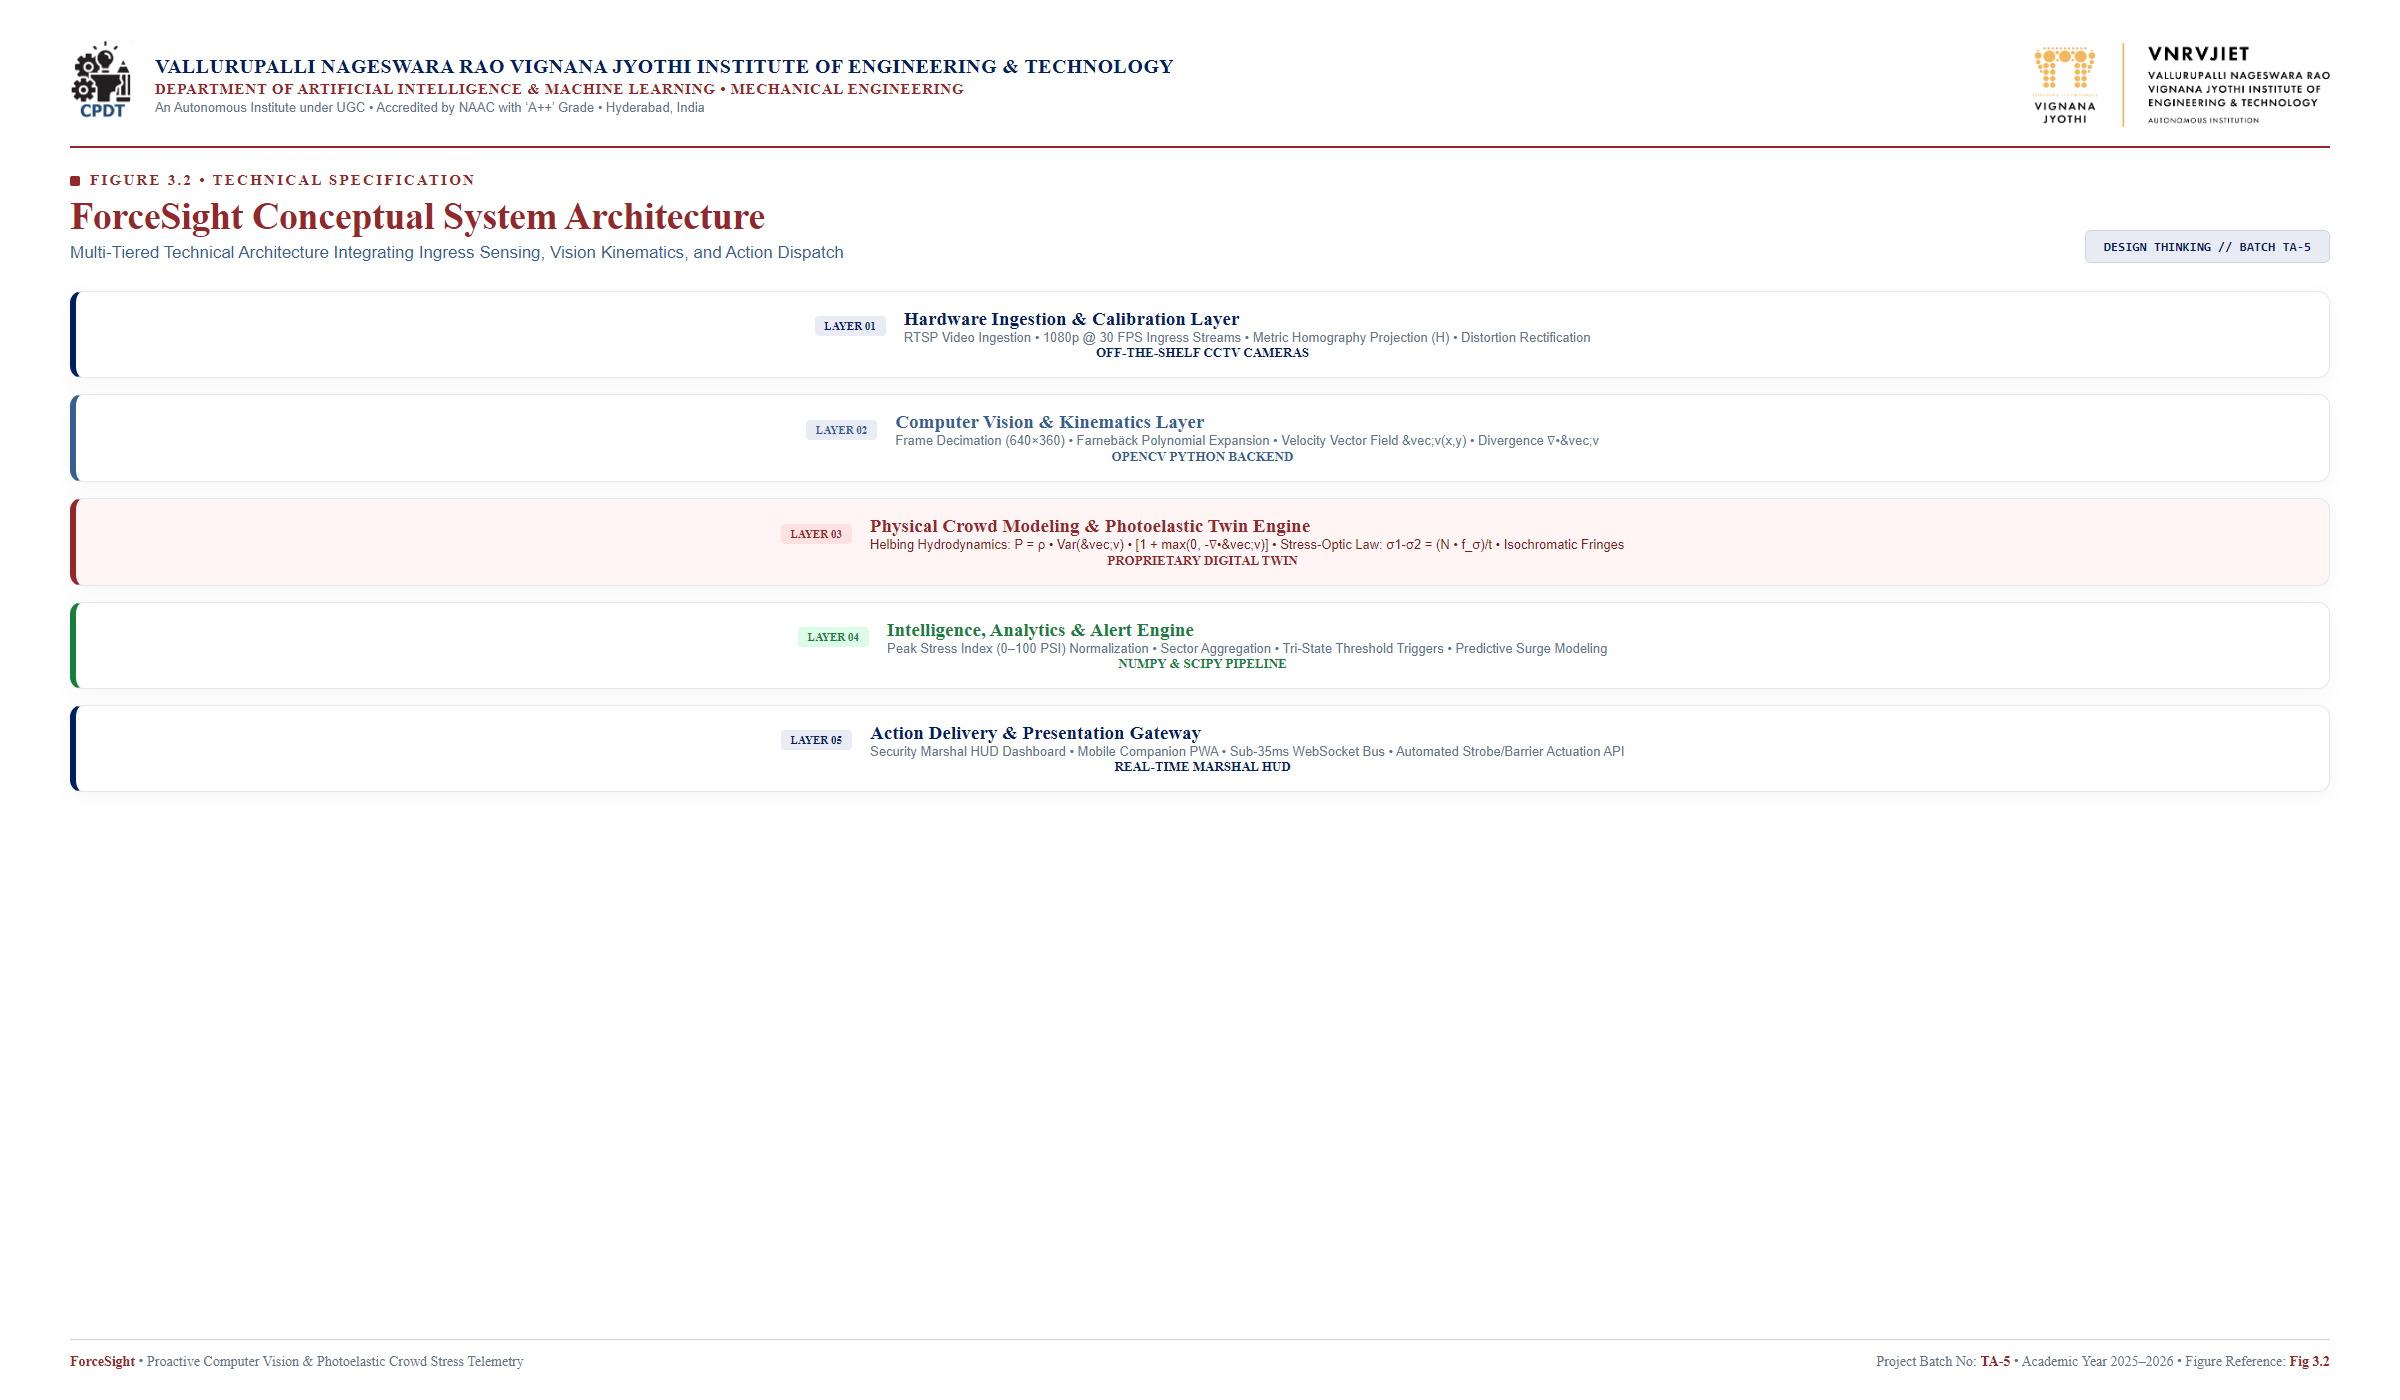 CPDT
VALLURUPALLI NAGESWARA RAO VIGNANA JYOTHI INSTITUTE OF ENGINEERING & TECHNOLOGY
DEPARTMENT OF ARTIFICIAL INTELLIGENCE & MACHINE LEARNING • MECHANICAL ENGINEERING
An Autonomous Institute under UGC • Accredited by NAAC with ‘A++’ Grade • Hyderabad, India
VIGNANA
JYOTHI
VNRVJIET
VALLURUPALLI NAGESWARA RAO
VIGNANA JYOTHI INSTITUTE OF
ENGINEERING & TECHNOLOGY
AUTONOMOUS INSTITUTION
FIGURE 3.2 • TECHNICAL SPECIFICATION
ForceSight Conceptual System Architecture
Multi-Tiered Technical Architecture Integrating Ingress Sensing, Vision Kinematics, and Action Dispatch
DESIGN THINKING // BATCH TA-5
LAYER 01
Hardware Ingestion & Calibration Layer
RTSP Video Ingestion • 1080p @ 30 FPS Ingress Streams • Metric Homography Projection (H) • Distortion Rectification
OFF-THE-SHELF CCTV CAMERAS
LAYER 02
Computer Vision & Kinematics Layer
Frame Decimation (640×360) • Farnebäck Polynomial Expansion • Velocity Vector Field &vec;v(x,y) • Divergence ∇•&vec;v
OPENCV PYTHON BACKEND
LAYER 03
Physical Crowd Modeling & Photoelastic Twin Engine
Helbing Hydrodynamics: P = ρ • Var(&vec;v) • [1 + max(0, -∇•&vec;v)] • Stress-Optic Law: σ1-σ2 = (N • f_σ)/t • Isochromatic Fringes
PROPRIETARY DIGITAL TWIN
LAYER 04
Intelligence, Analytics & Alert Engine
Peak Stress Index (0–100 PSI) Normalization • Sector Aggregation • Tri-State Threshold Triggers • Predictive Surge Modeling
NUMPY & SCIPY PIPELINE
LAYER 05
Action Delivery & Presentation Gateway
Security Marshal HUD Dashboard • Mobile Companion PWA • Sub-35ms WebSocket Bus • Automated Strobe/Barrier Actuation API
REAL-TIME MARSHAL HUD
ForceSight • Proactive Computer Vision & Photoelastic Crowd Stress Telemetry
Project Batch No: TA-5 • Academic Year 2025–2026 • Figure Reference: Fig 3.2